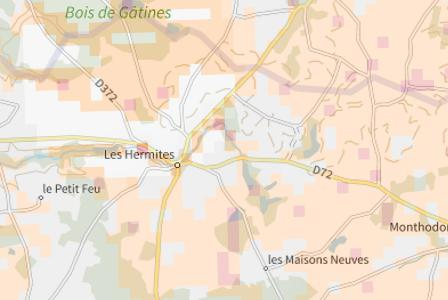 Bois de Gâtines
D372
Les Hermites
D72
le Petit Feu
Monthodon
les Maisons Neuves